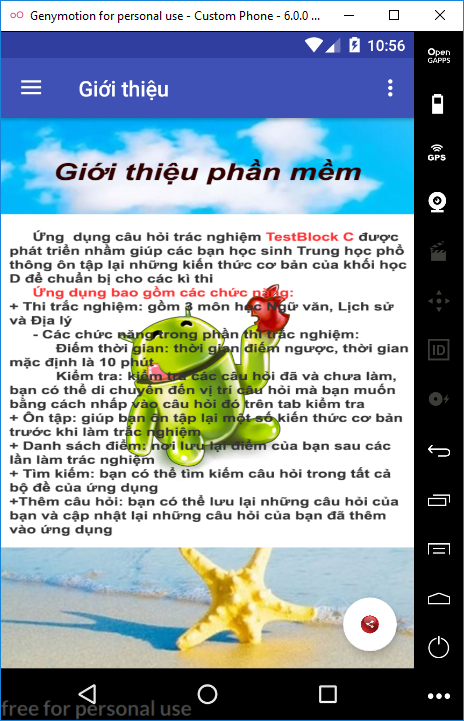 Genymotion for personal use - Custom Phone - 6.0.0 ...
10:56
Giới thiệu
Giới thiệu phần mềm
Ứng dụng câu hỏi trác nghiệm TestBlock C được
phát triển nhằm giúp các bạn học sinh Trung học phổ
thông ôn tập lại những kiến thức cơ bản của khối học
D để chuẩn bị cho các kì thi
Ứng dụng bao gồm các chức năng:
+ Thi trắc nghiệm: gồm 3 môn học Ngữ văn, Lịch sử
và Địa lý
- Các chức năng trong phần thi trắc nghiệm:
Điếm thời gian: thời gian điếm ngược, thời gian
mặc định là 10 phút
Kiểm tra: kiểm tra các câu hỏi đã và chưa làm,
bạn có thể di chuyển đến vị trí câu hỏi mà bạn muốn
bằng cách nhấp vào câu hỏi đó trên tab kiểm tra
+ Ôn tập: giúp bạn ôn tập lại một số kiến thức cơ bản
trước khi làm trắc nghiệm
+ Danh sách điểm: nơi lưu lại điểm của bạn sau các
lần làm trác nghiệm
+ Tìm kiếm: bạn có thể tìm kiếm câu hỏi trong tất cả
bộ đề của ứng dụng
+Thêm câu hỏi: bạn có thể lưu lại những câu hỏi của
bạn và cập nhật lại những câu hỏi của bạn đã thêm
vào ứng dụng
Open
GAPPS
GPS
ID
free for personal use